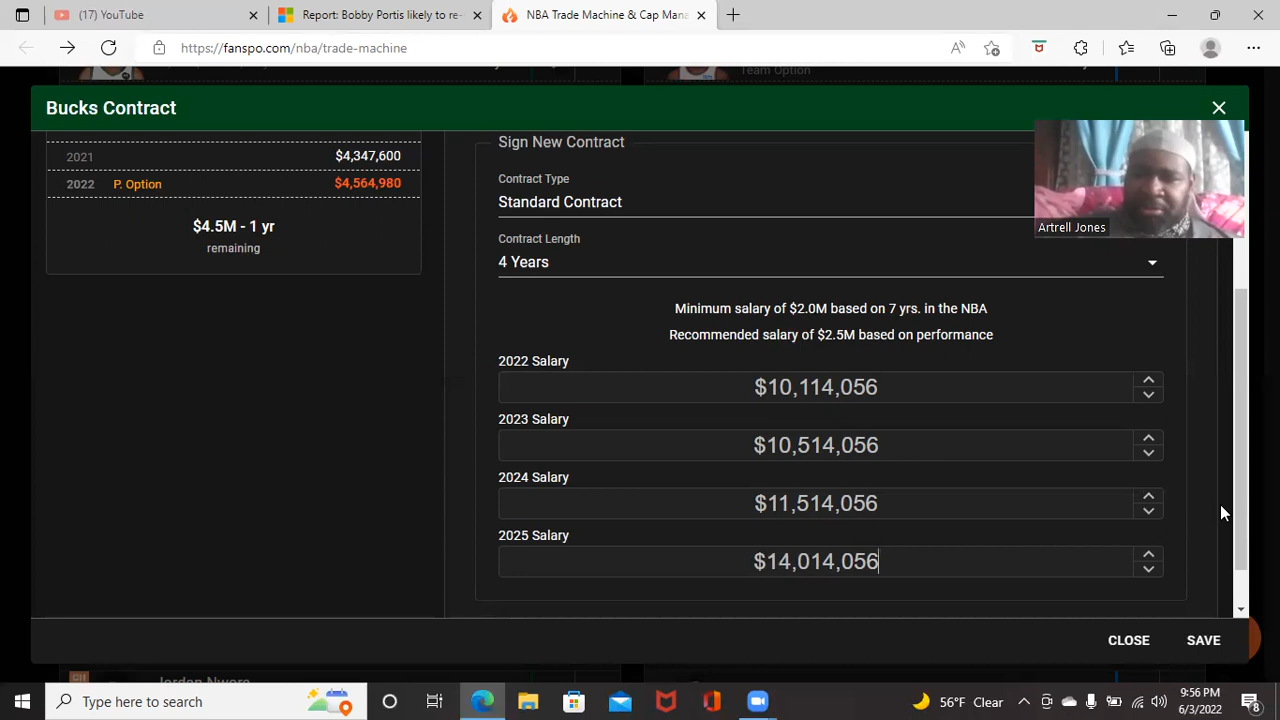 (17) YouTube
Report: Bobby Portis likely to re-
NBA Trade Machine & Cap Mana
https://fanspo.com/nba/trade-machine
Team Option
Bucks Contract
2021 $4,347,600
2022 P. Option $4,564,980
$4.5M - 1 yr
remaining
Sign New Contract
Contract Type
Standard Contract
Artrell Jones
Contract Length
4 Years
Minimum salary of $2.0M based on 7 yrs. in the NBA
Recommended salary of $2.5M based on performance
2022 Salary
$10,114,056
2023 Salary
$10,514,056
2024 Salary
$11,514,056
2025 Salary
$14,014,056
CLOSE SAVE
Jordan Nwora
Type here to search
56°F Clear
9:56 PM
6/3/2022
8